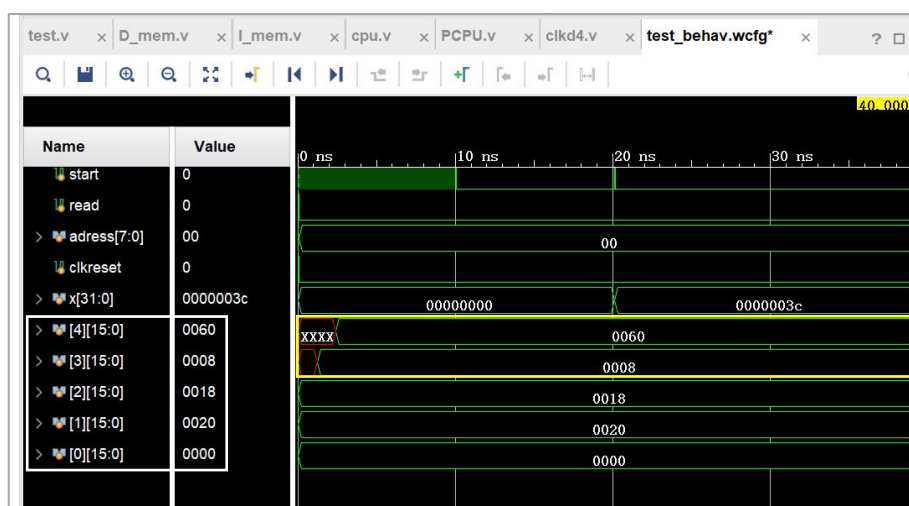 test.v × D_mem.v × I_mem.v × cpu.v × PCPU.v × clkd4.v × test_behav.wcfg* × ?
40.000
Name Value
0 ns 10 ns 20 ns 30 ns
start 0
read 0
> adress[7:0] 00 00
clkreset 0
> x[31:0] 0000003c 00000000 0000003c
> [4][15:0] 0060 XXXX 0060
> [3][15:0] 0008 0008
> [2][15:0] 0018 0018
> [1][15:0] 0020 0020
> [0][15:0] 0000 0000